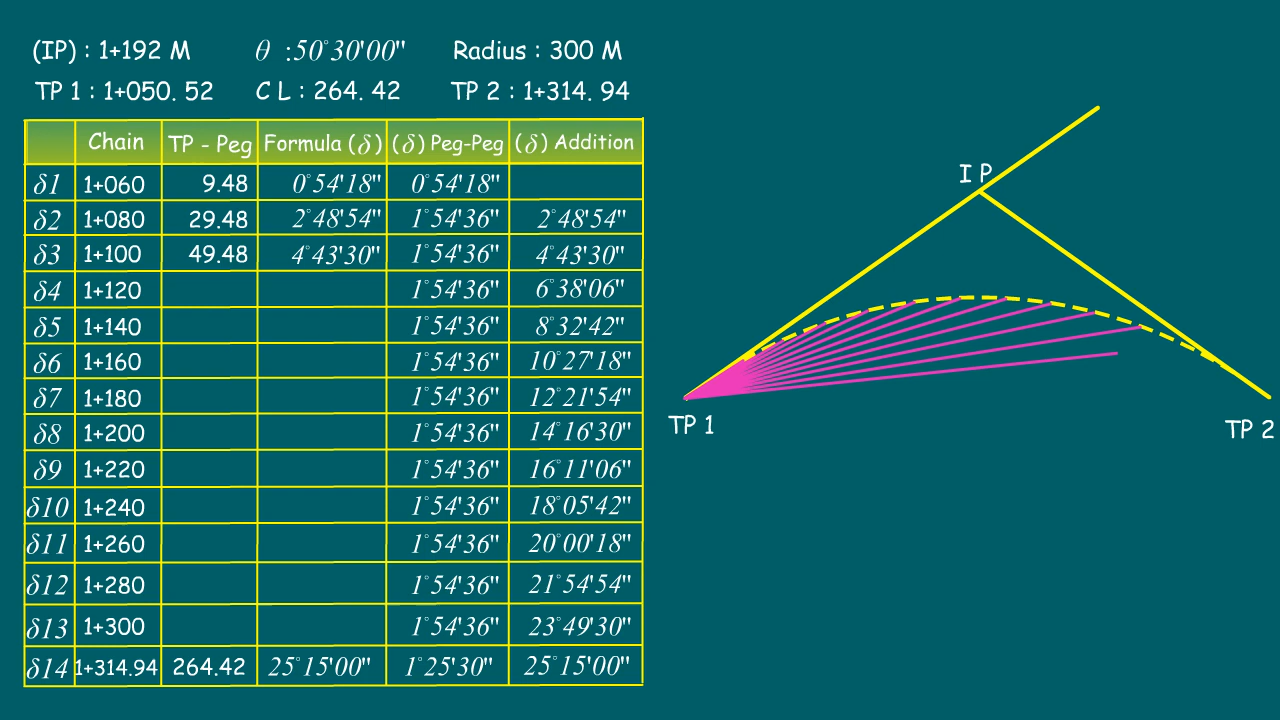 (IP) : 1+192 M θ :50°30'00" Radius : 300 M
TP 1 : 1+050. 52 C L : 264. 42 TP 2 : 1+314. 94
Chain TP - Peg Formula (δ) (δ) Peg-Peg (δ) Addition
δ1 1+060 9.48 0°54'18" 0°54'18"
δ2 1+080 29.48 2°48'54" 1°54'36" 2°48'54"
δ3 1+100 49.48 4°43'30" 1°54'36" 4°43'30"
δ4 1+120 1°54'36" 6°38'06"
δ5 1+140 1°54'36" 8°32'42"
δ6 1+160 1°54'36" 10°27'18"
δ7 1+180 1°54'36" 12°21'54"
δ8 1+200 1°54'36" 14°16'30"
δ9 1+220 1°54'36" 16°11'06"
δ10 1+240 1°54'36" 18°05'42"
δ11 1+260 1°54'36" 20°00'18"
δ12 1+280 1°54'36" 21°54'54"
δ13 1+300 1°54'36" 23°49'30"
δ14 1+314.94 264.42 25°15'00" 1°25'30" 25°15'00"
I P
TP 1
TP 2